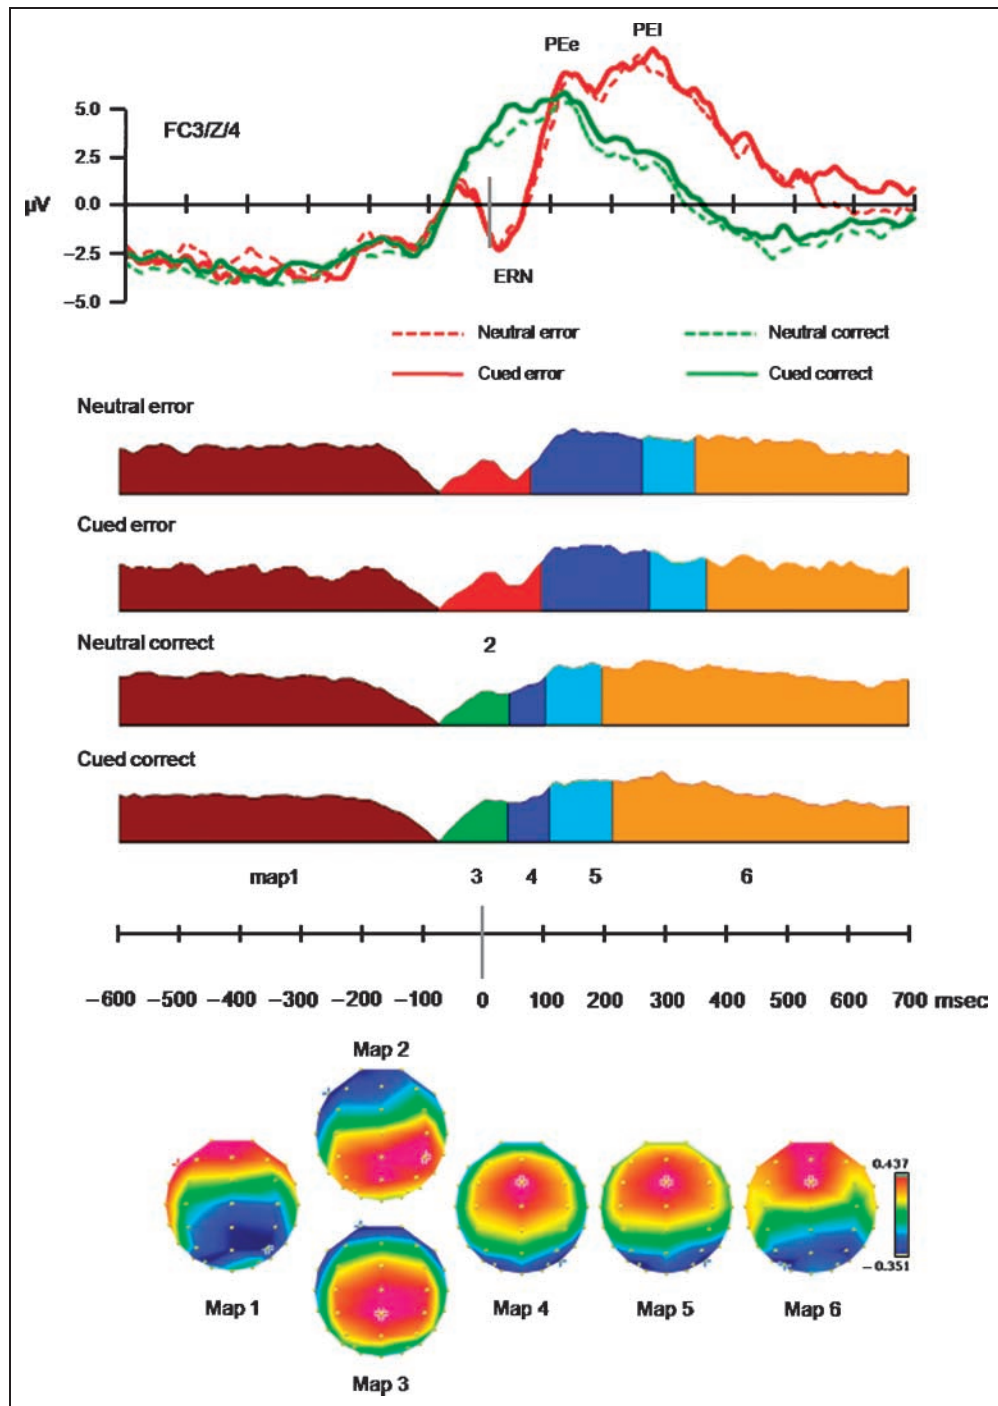 PEe PEl
5.0
FC3/Z/4
2.5
µV
0.0
−2.5
ERN
−5.0
Neutral error Neutral correct
Cued error Cued correct
Neutral error
Cued error
Neutral correct
2
Cued correct
map1 3 4 5 6
−600 −500 −400 −300 −200 −100 0 100 200 300 400 500 600 700 msec
Map 2
0.437
−0.351
Map 1 Map 4 Map 5 Map 6
Map 3